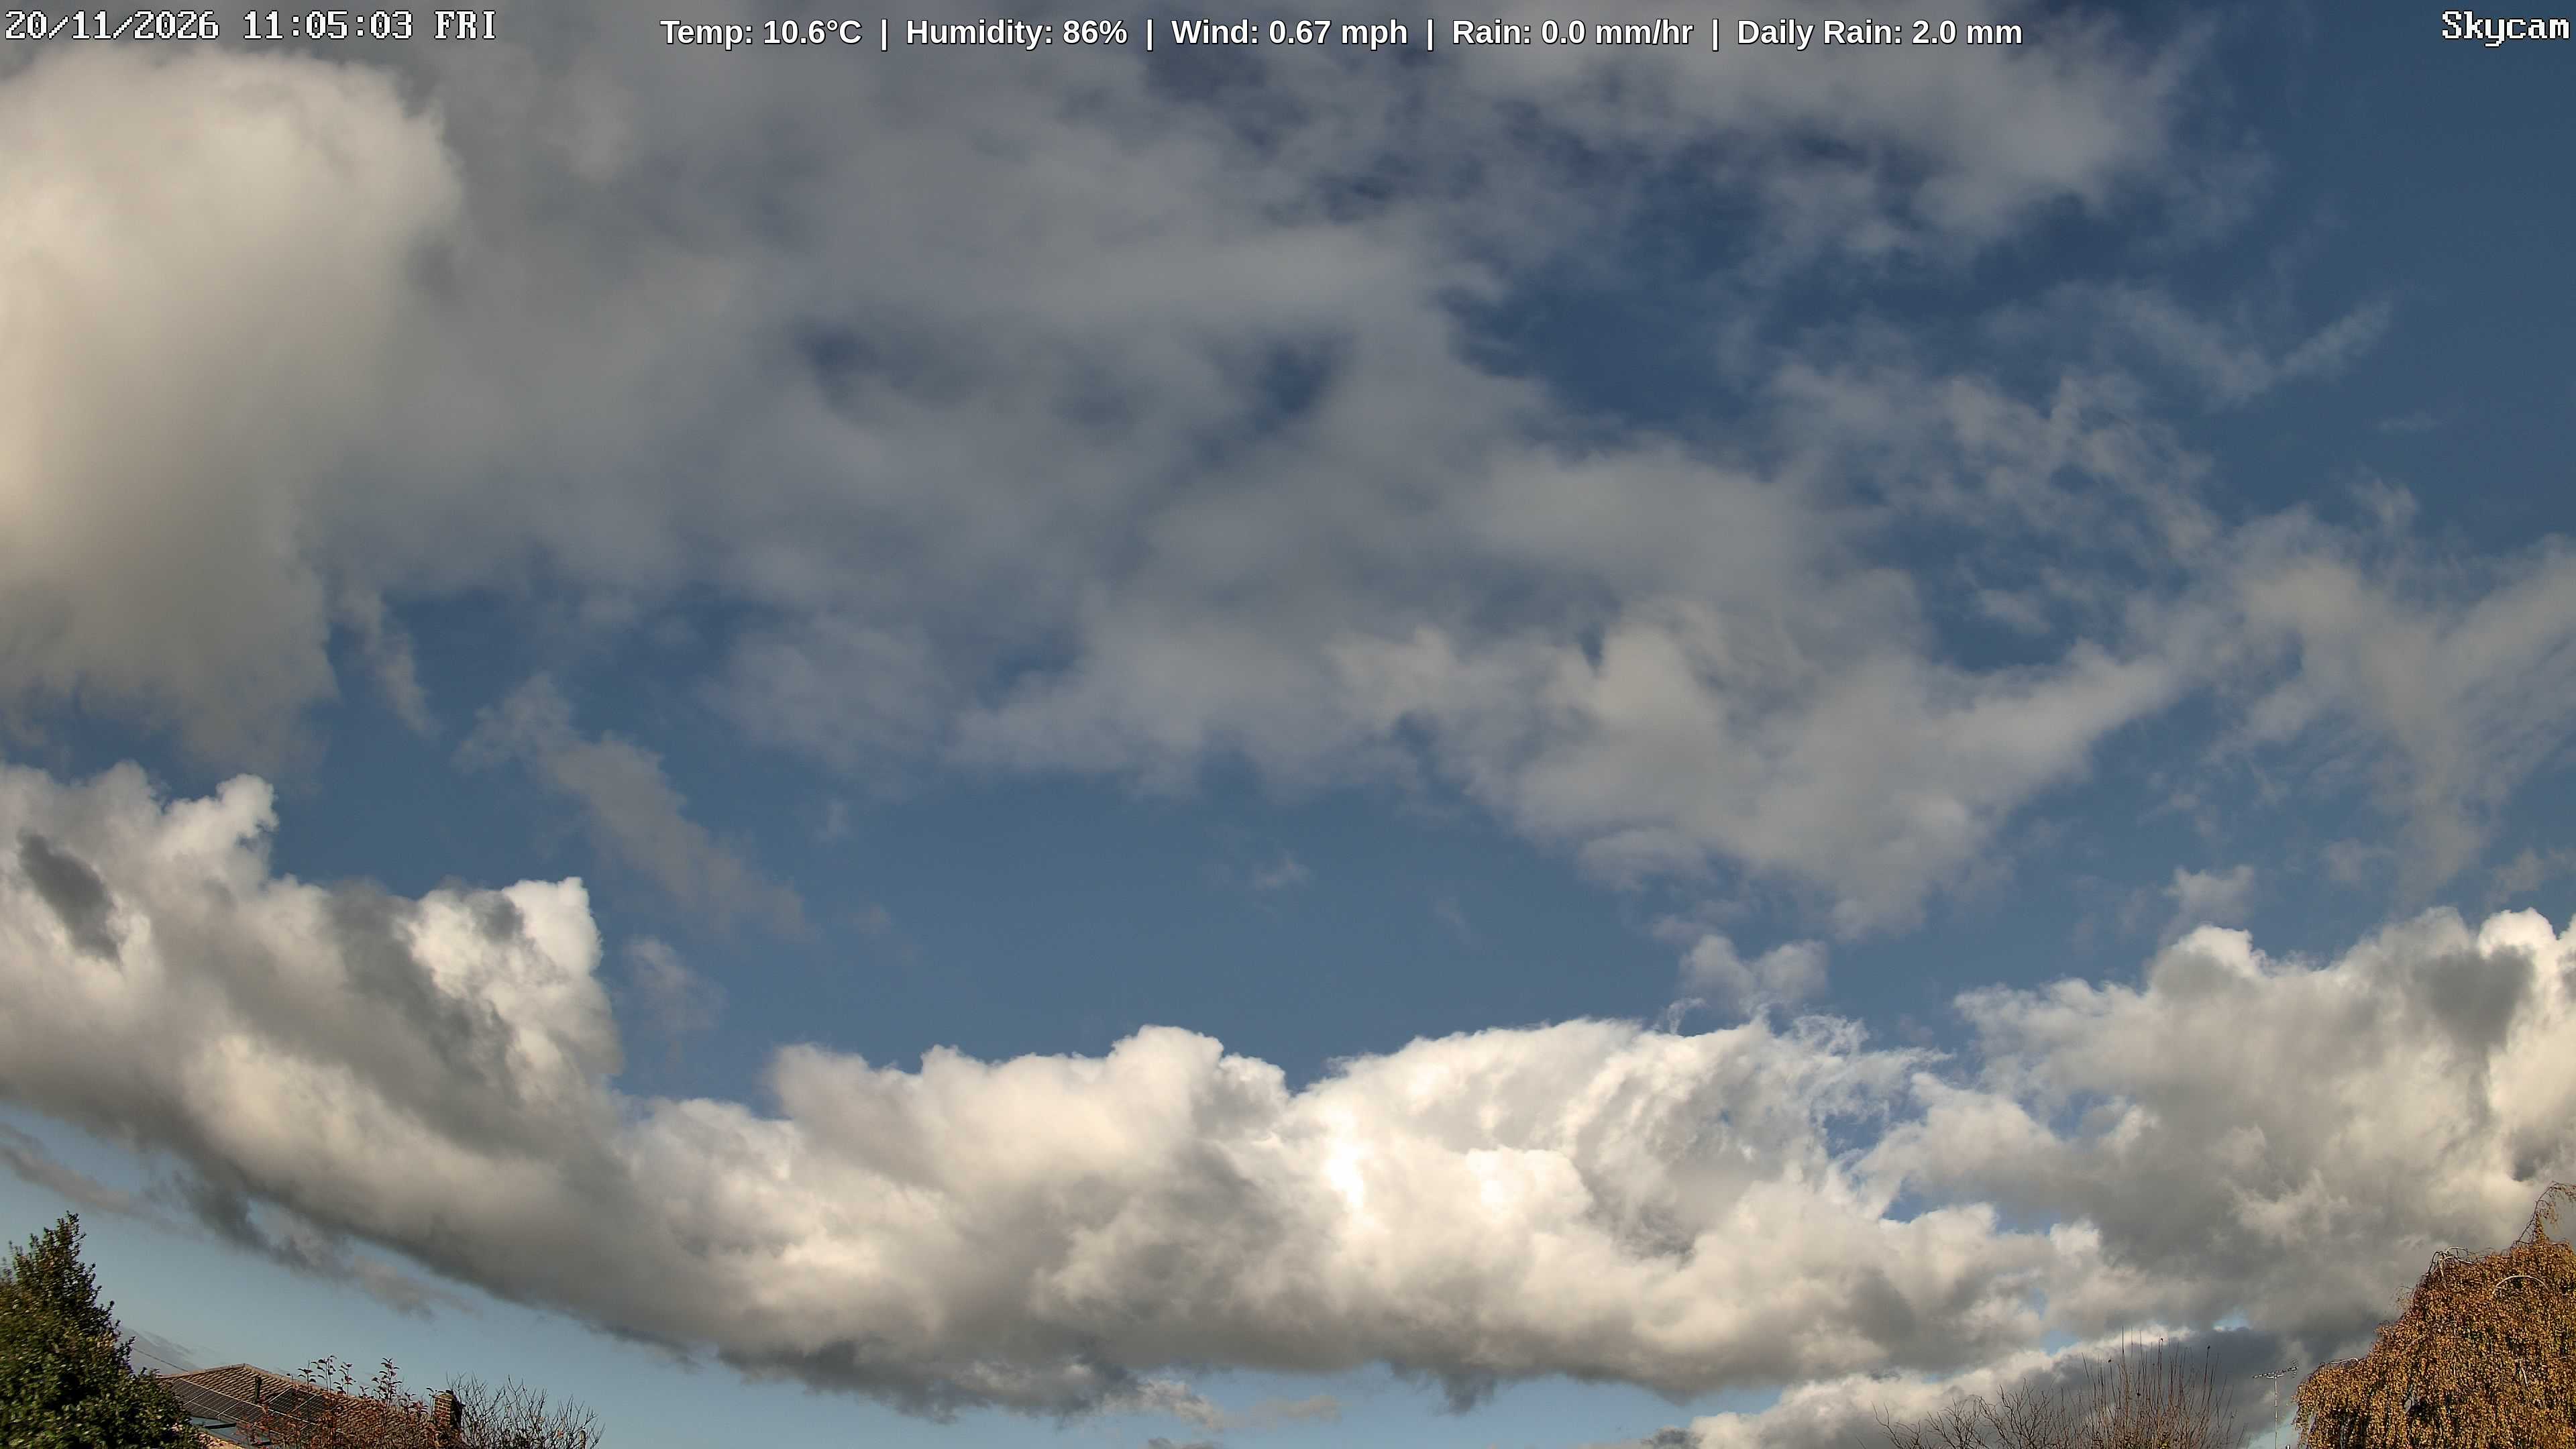 20/11/2026 11:05:03 FRI
Temp: 10.6°C | Humidity: 86% | Wind: 0.67 mph | Rain: 0.0 mm/hr | Daily Rain: 2.0 mm
Skycam